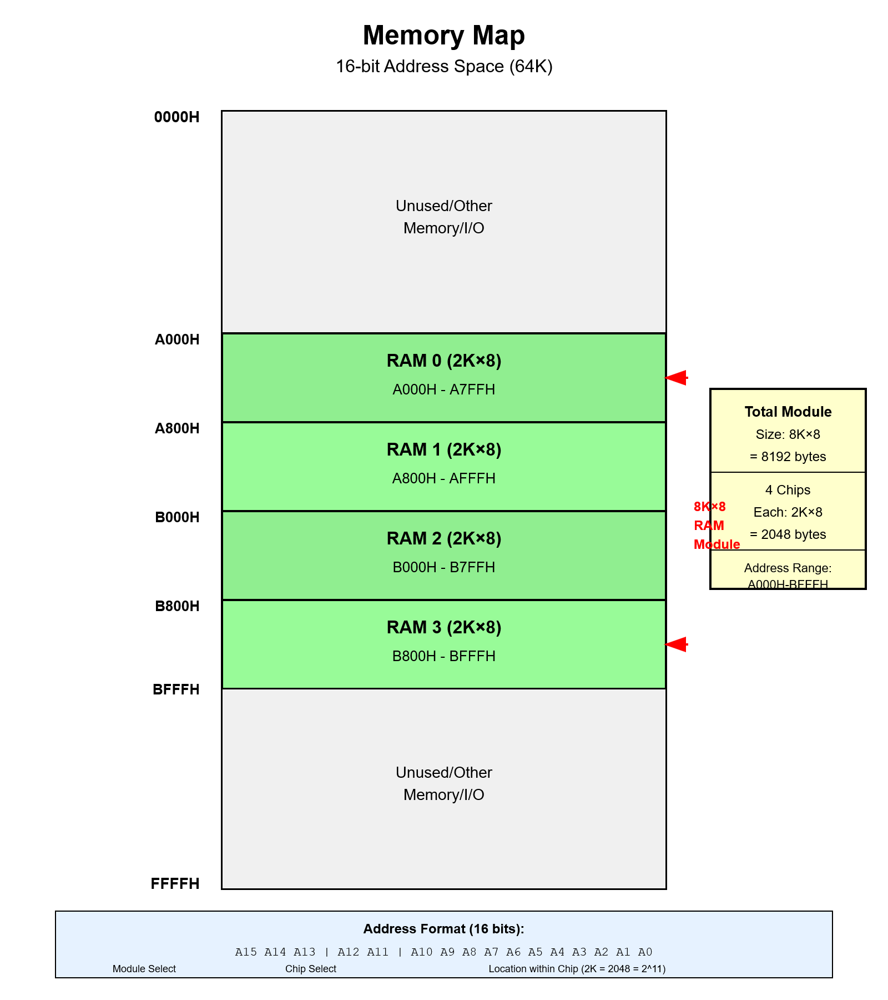 Memory Map
16-bit Address Space (64K)
0000H
Unused/Other
Memory/I/O
A000H
RAM 0 (2K×8)
A000H - A7FFH
A800H
RAM 1 (2K×8)
A800H - AFFFH
B000H
RAM 2 (2K×8)
B000H - B7FFH
B800H
RAM 3 (2K×8)
B800H - BFFFH
BFFFH
Unused/Other
Memory/I/O
FFFFH
8K×8
RAM
Module
Total Module
Size: 8K×8
= 8192 bytes
4 Chips
Each: 2K×8
= 2048 bytes
Address Range:
A000H-BFFFH
Address Format (16 bits):
A15 A14 A13 | A12 A11 | A10 A9 A8 A7 A6 A5 A4 A3 A2 A1 A0
Module Select Chip Select Location within Chip (2K = 2048 = 2^11)